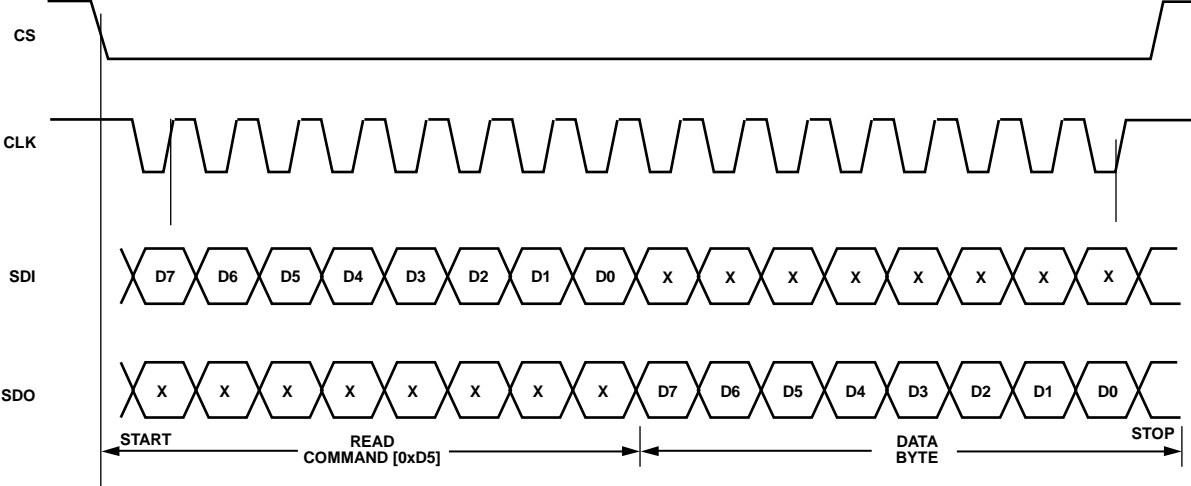 CS
CLK
SDI D7 D6 D5 D4 D3 D2 D1 D0 X X X X X X X X
SDO X X X X X X X X D7 D6 D5 D4 D3 D2 D1 D0
START READ COMMAND [0xD5] DATA BYTE STOP